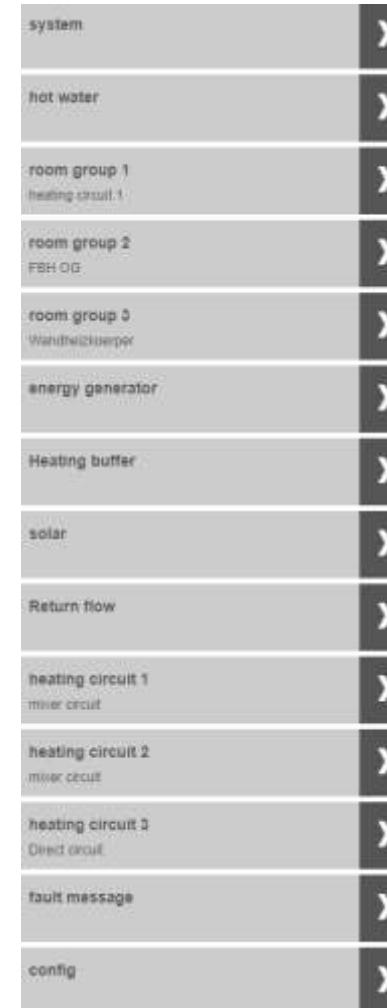 system
hot water
room group 1
heating circuit 1
room group 2
FBH OG
room group 3
Wandheizkoerper
energy generator
Heating buffer
solar
Return flow
heating circuit 1
mixer circuit
heating circuit 2
mixer circuit
heating circuit 3
Direct circuit
fault message
config